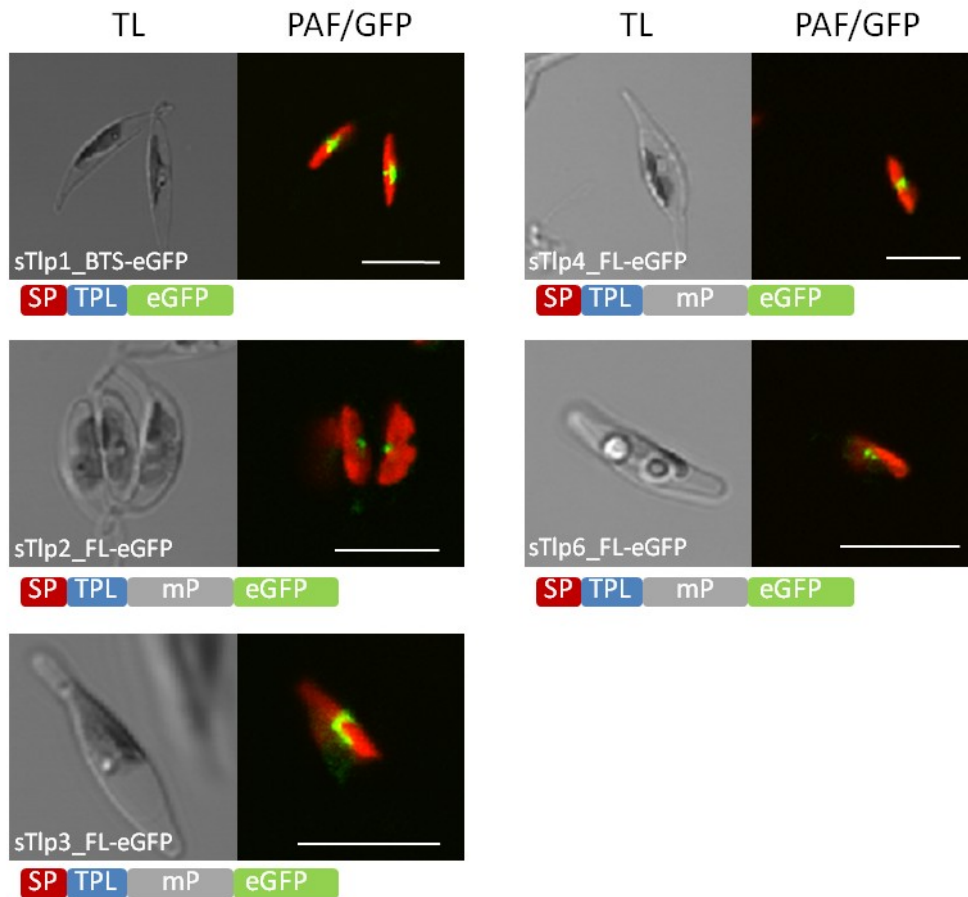 TL PAF/GFP TL PAF/GFP
sTlp1_BTS-eGFP
SP TPL eGFP
sTlp4_FL-eGFP
SP TPL mP eGFP
sTlp2_FL-eGFP
SP TPL mP eGFP
sTlp6_FL-eGFP
SP TPL mP eGFP
sTlp3_FL-eGFP
SP TPL mP eGFP